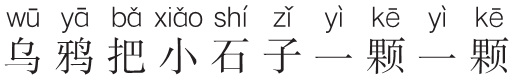 wū yā bǎ xiǎo shí zǐ yì kē yì kē
乌 鸦 把 小 石 子 一 颗 一 颗